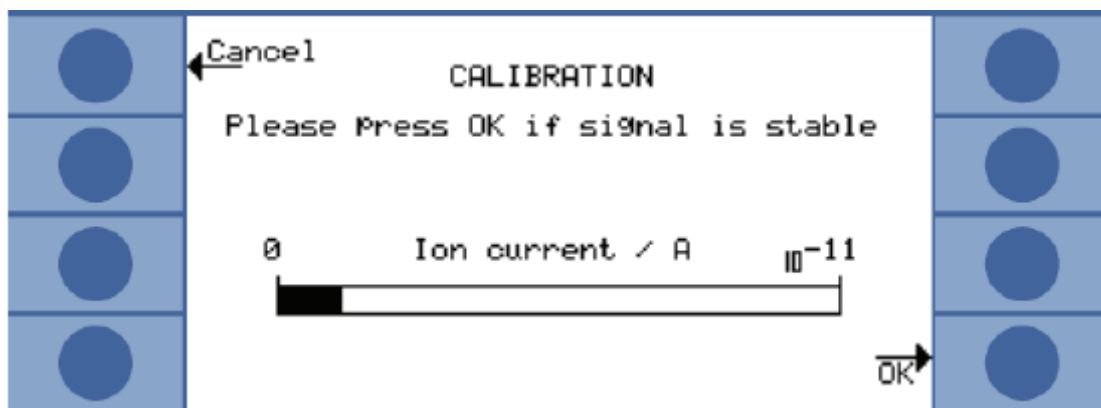 Cancel
CALIBRATION
Please press OK if signal is stable
0 Ion current / A 10-11
OK